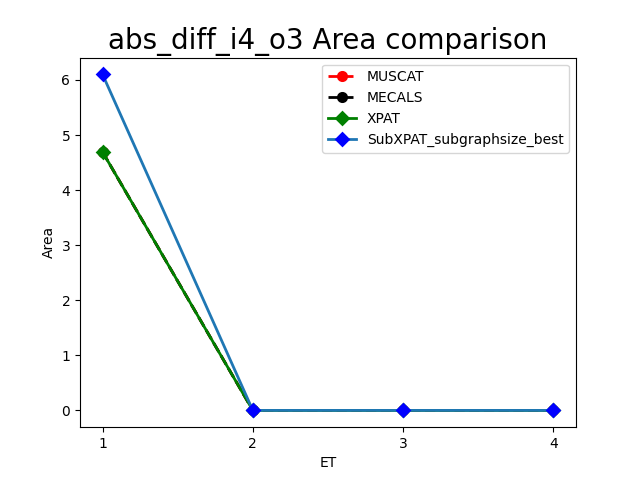 abs_diff_i4_o3 Area comparison
MUSCAT
MECALS
XPAT
SubXPAT_subgraphsize_best
6
5
4
3
2
1
0
Area
1 2 3 4
ET